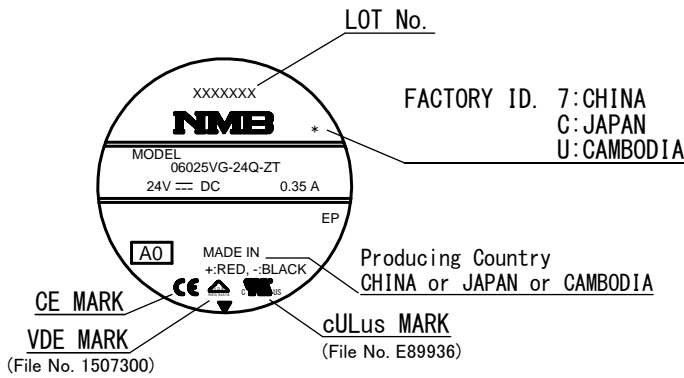 LOT No.
XXXXXXX
NMB
*
FACTORY ID. 7:CHINA
C:JAPAN
U:CAMBODIA
MODEL
06025VG-24Q-ZT
24V ⎓ DC 0.35 A
EP
A0
MADE IN
+:RED, -:BLACK
Producing Country
CHINA or JAPAN or CAMBODIA
CE
C US
CE MARK
VDE MARK
(File No. 1507300)
cULus MARK
(File No. E89936)